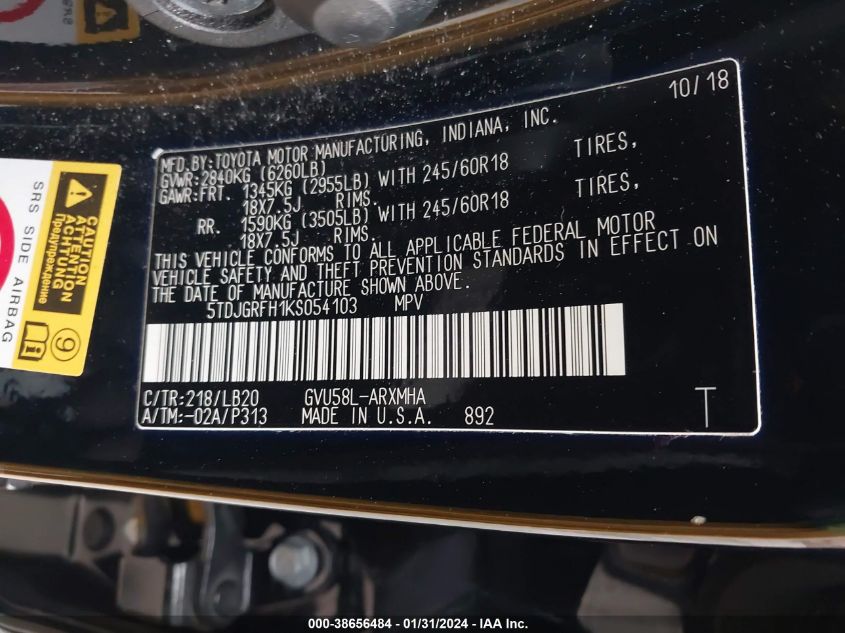 10/18
MFD.BY:TOYOTA MOTOR MANUFACTURING, INDIANA, INC.
GVWR:2840KG (6260LB)
GAWR:FRT. 1345KG (2955LB) WITH 245/60R18 TIRES,
18X7.5J RIMS.
RR. 1590KG (3505LB) WITH 245/60R18 TIRES,
18X7.5J RIMS.
THIS VEHICLE CONFORMS TO ALL APPLICABLE FEDERAL MOTOR
VEHICLE SAFETY AND THEFT PREVENTION STANDARDS IN EFFECT ON
THE DATE OF MANUFACTURE SHOWN ABOVE.
5TDJGRFH1KS054103 MPV
C/TR:218/LB20 GVU58L-ARXMHA
A/TM:-02A/P313 MADE IN U.S.A. 892
T
SRS SIDE AIRBAG
CAUTION
ATTENTION
ACHTUNG
Предупреждение
9
000-38656484 - 01/31/2024 - IAA Inc.